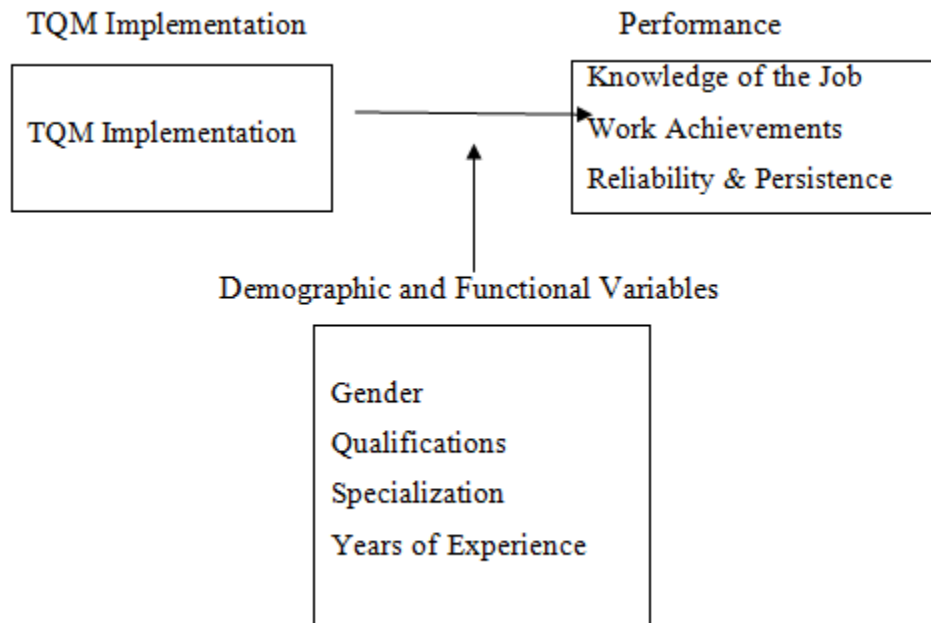 TQM Implementation
Performance
TQM Implementation
Knowledge of the Job
Work Achievements
Reliability & Persistence
Demographic and Functional Variables
Gender
Qualifications
Specialization
Years of Experience